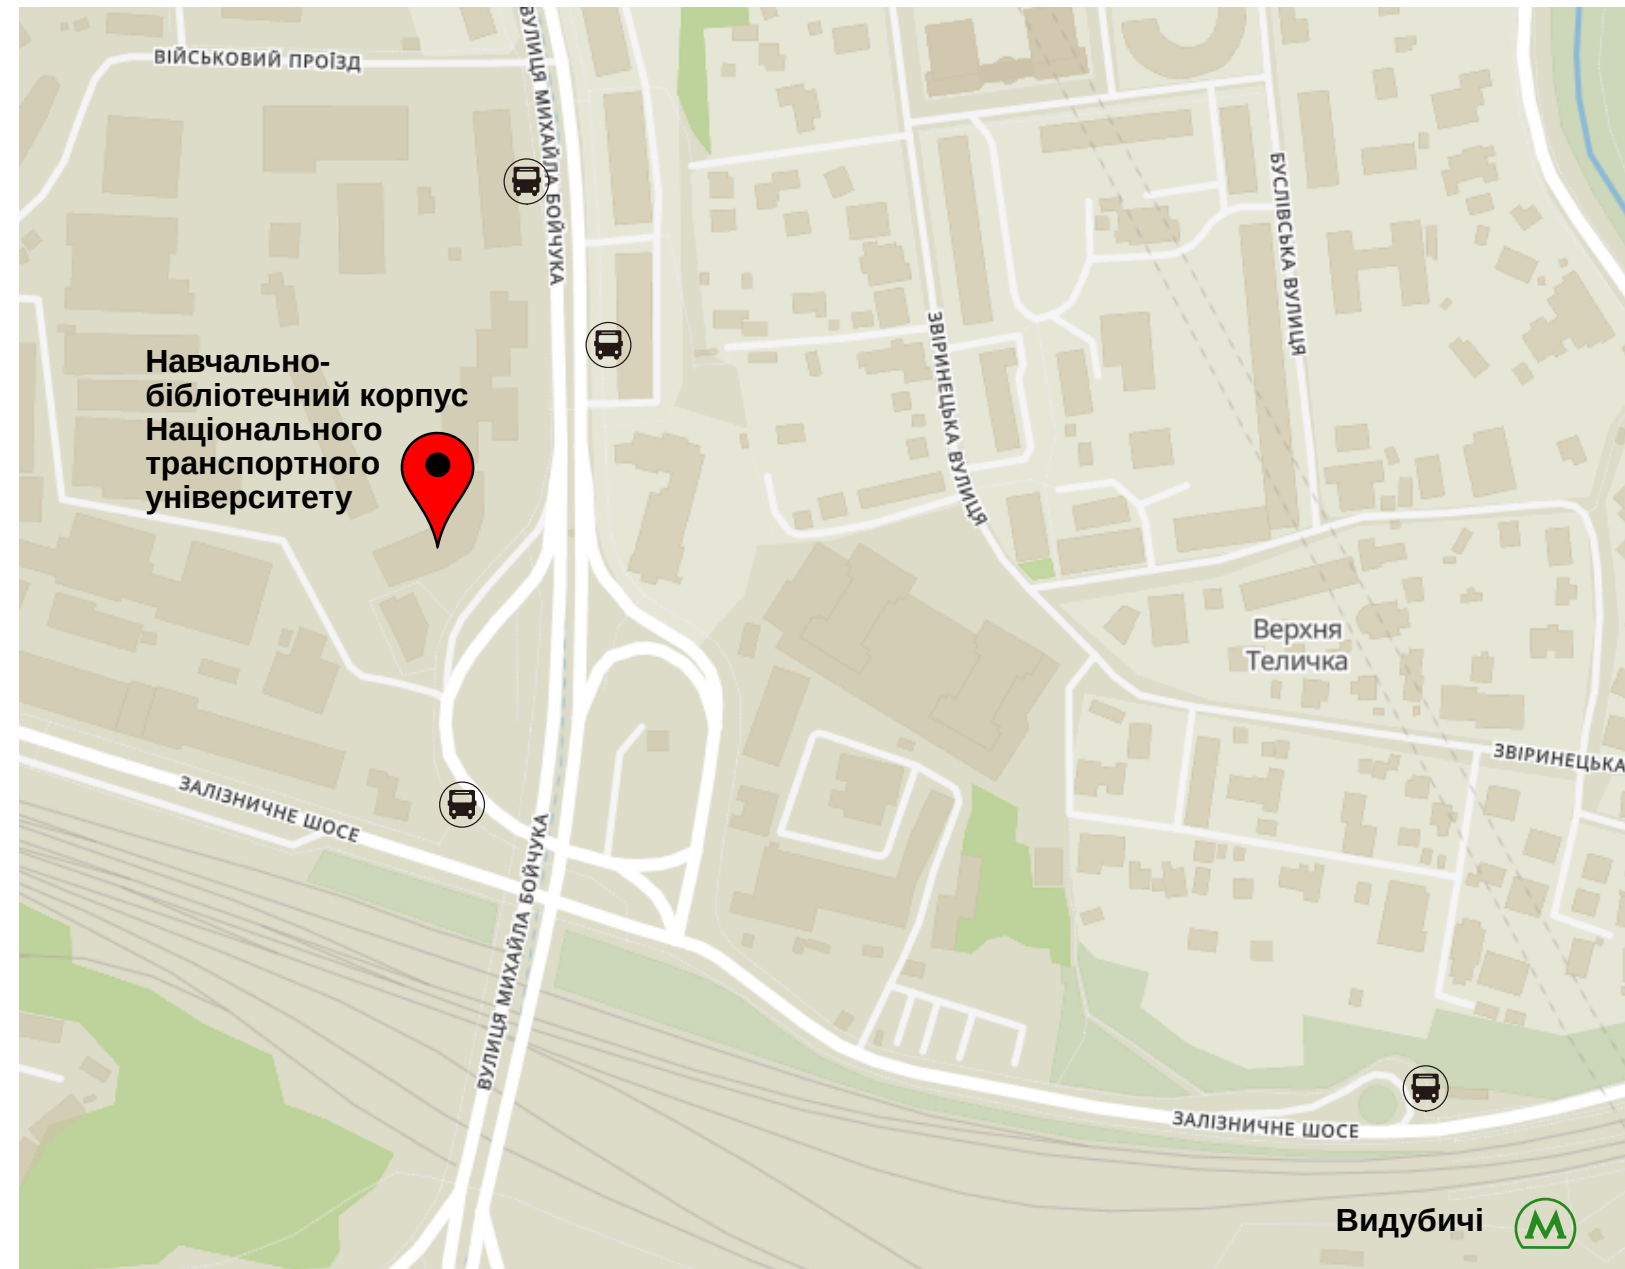 ВІЙСЬКОВИЙ ПРОЇЗД
ВУЛИЦЯ МИХАЙЛА БОЙЧУКА
БУСЛІВСЬКА ВУЛИЦЯ
ЗВІРИНЕЦЬКА ВУЛИЦЯ
Навчально-
бібліотечний корпус
Національного
транспортного
університету
Верхня
Теличка
ЗВІРИНЕЦЬКА
ЗАЛІЗНИЧНЕ ШОСЕ
ВУЛИЦЯ МИХАЙЛА БОЙЧУКА
ЗАЛІЗНИЧНЕ ШОСЕ
Видубичі
М